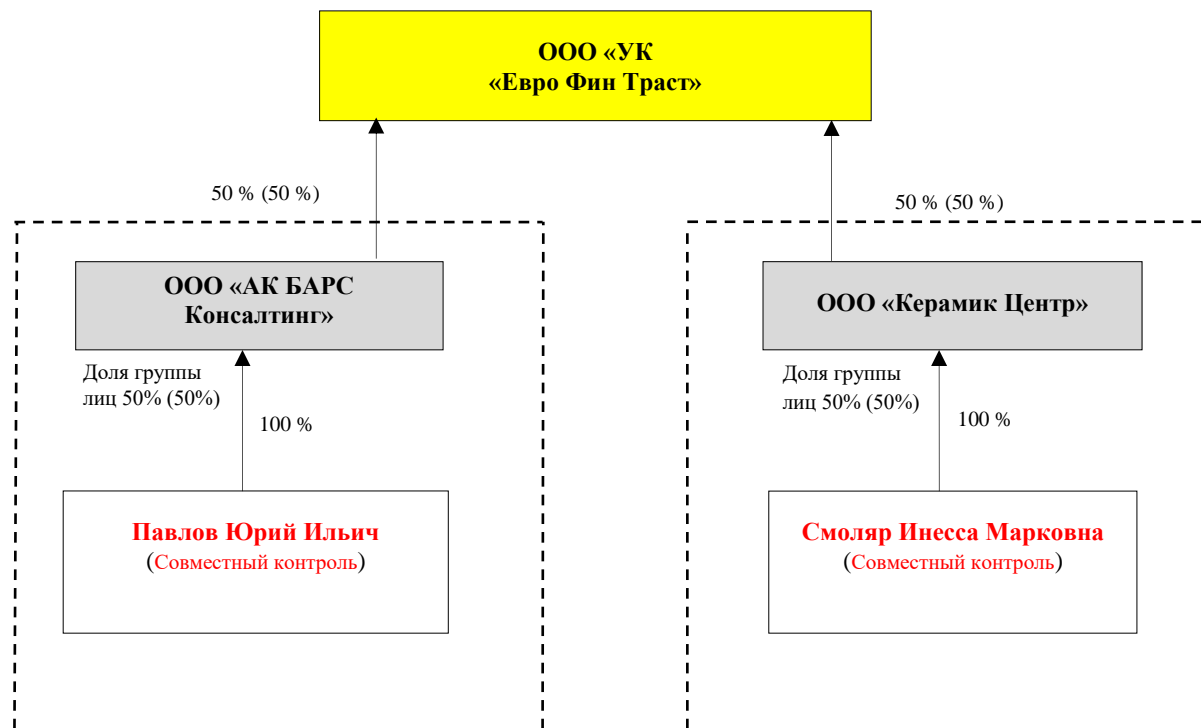 ООО «УК
«Евро Фин Траст»
50 % (50 %)
50 % (50 %)
ООО «АК БАРС
Консалтинг»
Доля группы
лиц 50% (50%)
100 %
Павлов Юрий Ильич
(Совместный контроль)
ООО «Керамик Центр»
Доля группы
лиц 50% (50%)
100 %
Смоляр Инесса Марковна
(Совместный контроль)